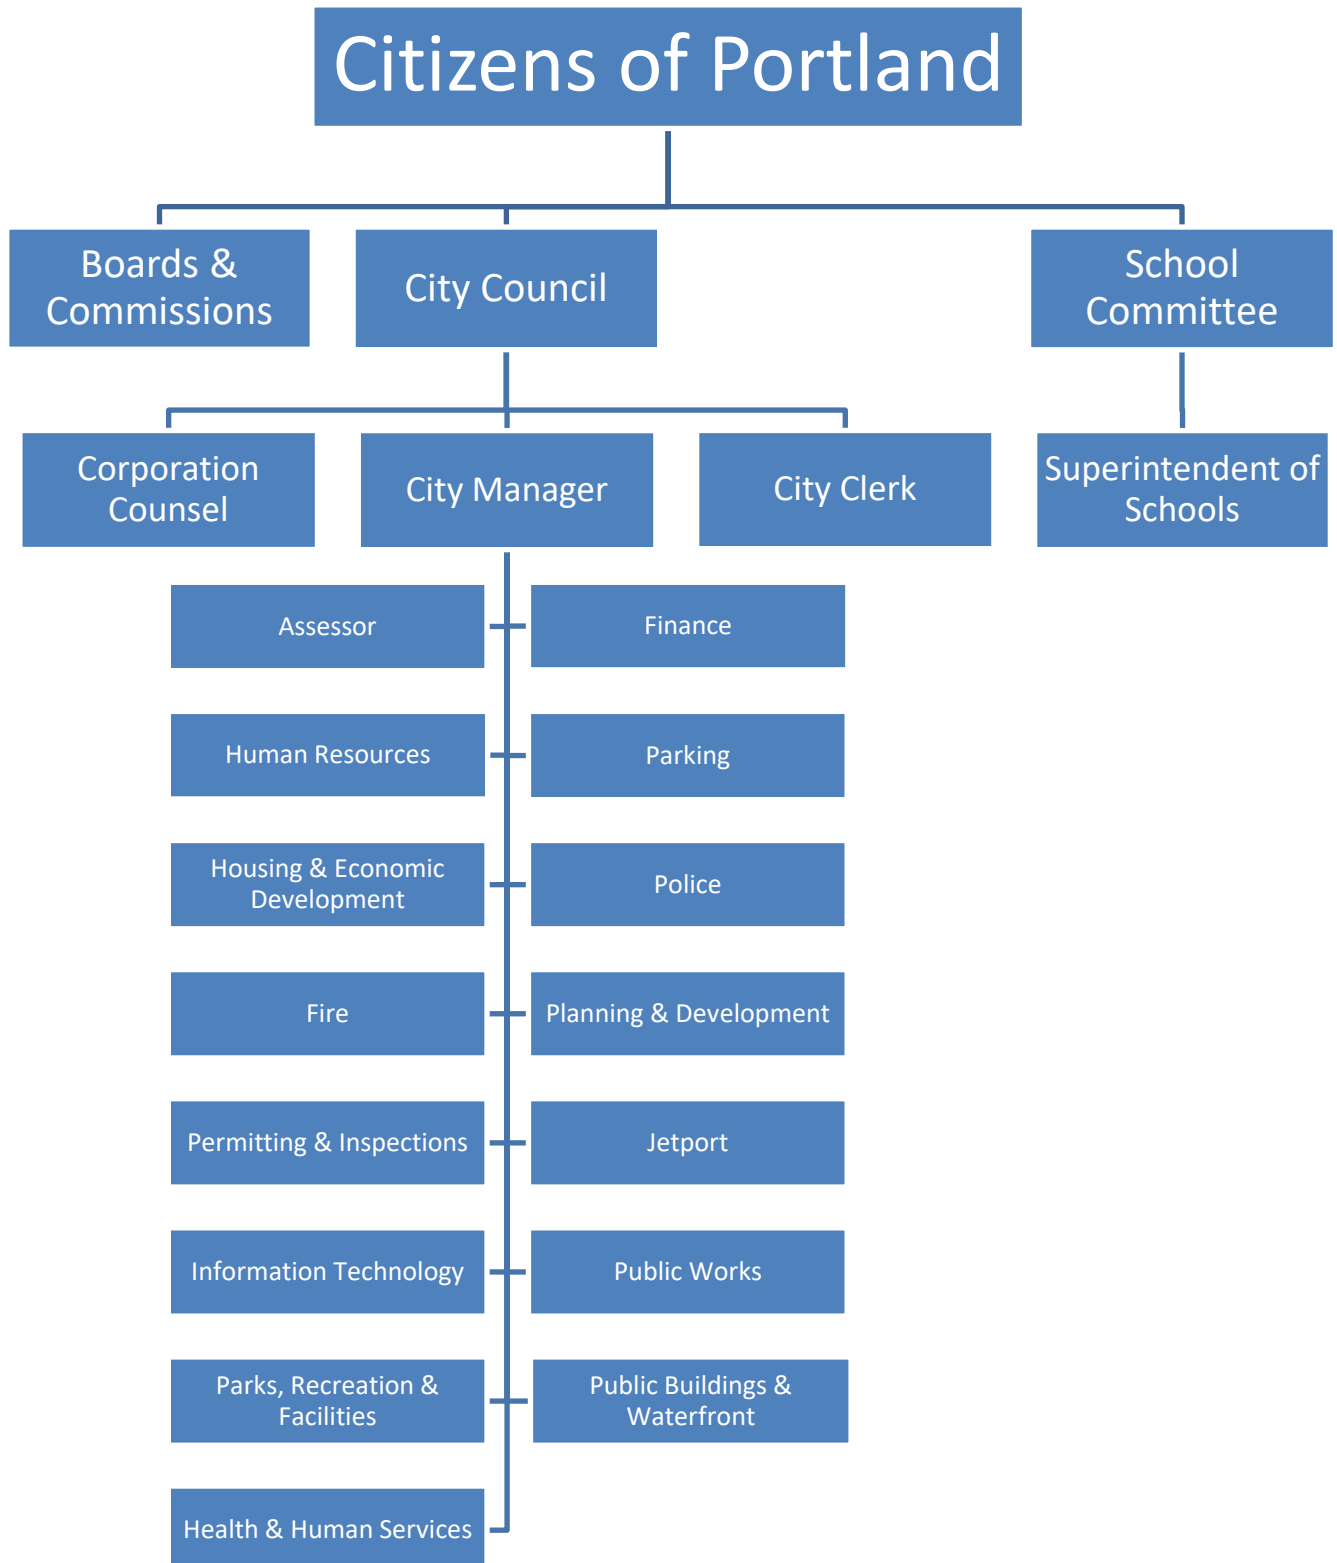 Citizens of Portland
Boards &
Commissions
City Council
School
Committee
Corporation
Counsel
City Manager
City Clerk
Superintendent of
Schools
Assessor
Finance
Human Resources
Parking
Housing & Economic
Development
Police
Fire
Planning & Development
Permitting & Inspections
Jetport
Information Technology
Public Works
Parks, Recreation &
Facilities
Public Buildings &
Waterfront
Health & Human Services